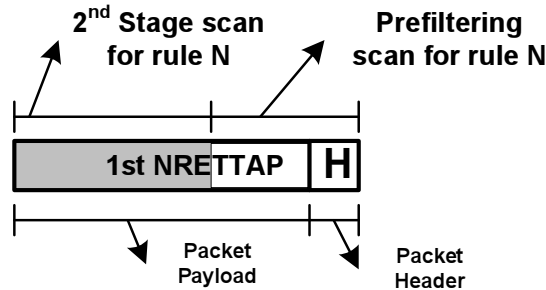 2nd Stage scan
for rule N
Prefiltering
scan for rule N
1st NRETTAP
H
Packet
Payload
Packet
Header